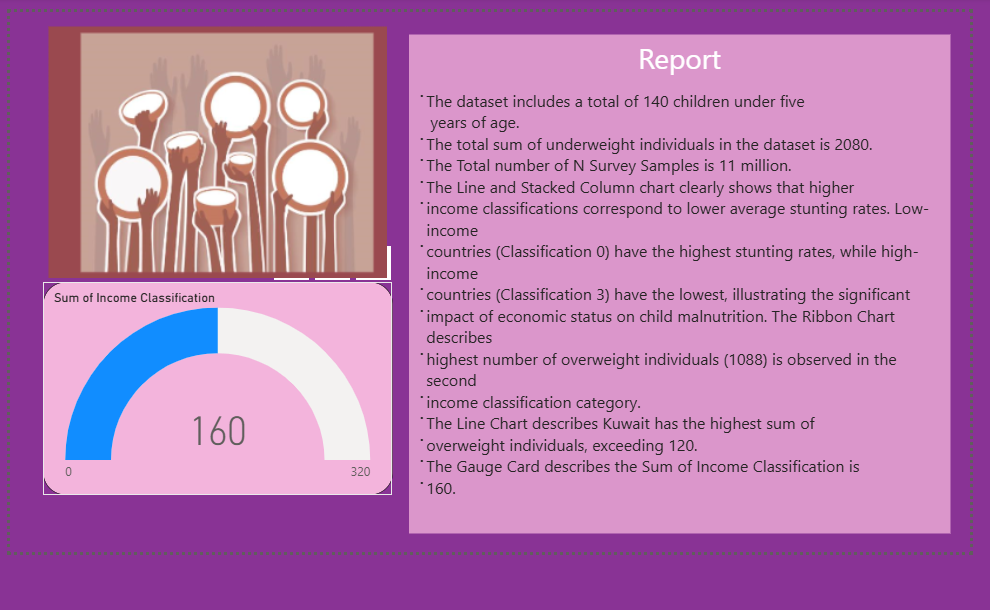 Report
The dataset includes a total of 140 children under five
years of age.
The total sum of underweight individuals in the dataset is 2080.
The Total number of N Survey Samples is 11 million.
The Line and Stacked Column chart clearly shows that higher
income classifications correspond to lower average stunting rates. Low-
income
countries (Classification 0) have the highest stunting rates, while high-
income
countries (Classification 3) have the lowest, illustrating the significant
impact of economic status on child malnutrition. The Ribbon Chart
describes
highest number of overweight individuals (1088) is observed in the
second
income classification category.
The Line Chart describes Kuwait has the highest sum of
overweight individuals, exceeding 120.
The Gauge Card describes the Sum of Income Classification is
160.
Sum of Income Classification
160
0 320